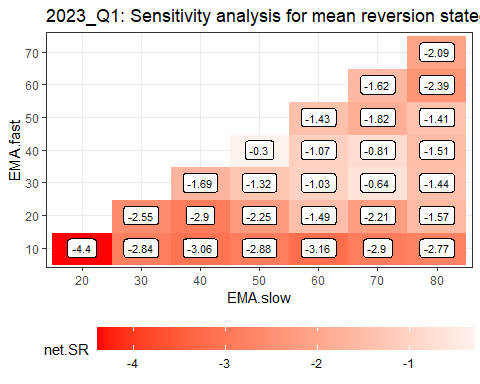 2023_Q1: Sensitivity analysis for mean reversion state
EMA.fast
70
-2.09
60
-1.62 -2.39
50
-1.43 -1.82 -1.41
40
-0.3 -1.07 -0.81 -1.51
30
-1.69 -1.32 -1.03 -0.64 -1.44
20
-2.55 -2.9 -2.25 -1.49 -2.21 -1.57
10
-4.4 -2.84 -3.06 -2.88 -3.16 -2.9 -2.77
20 30 40 50 60 70 80
EMA.slow
net.SR
-4 -3 -2 -1